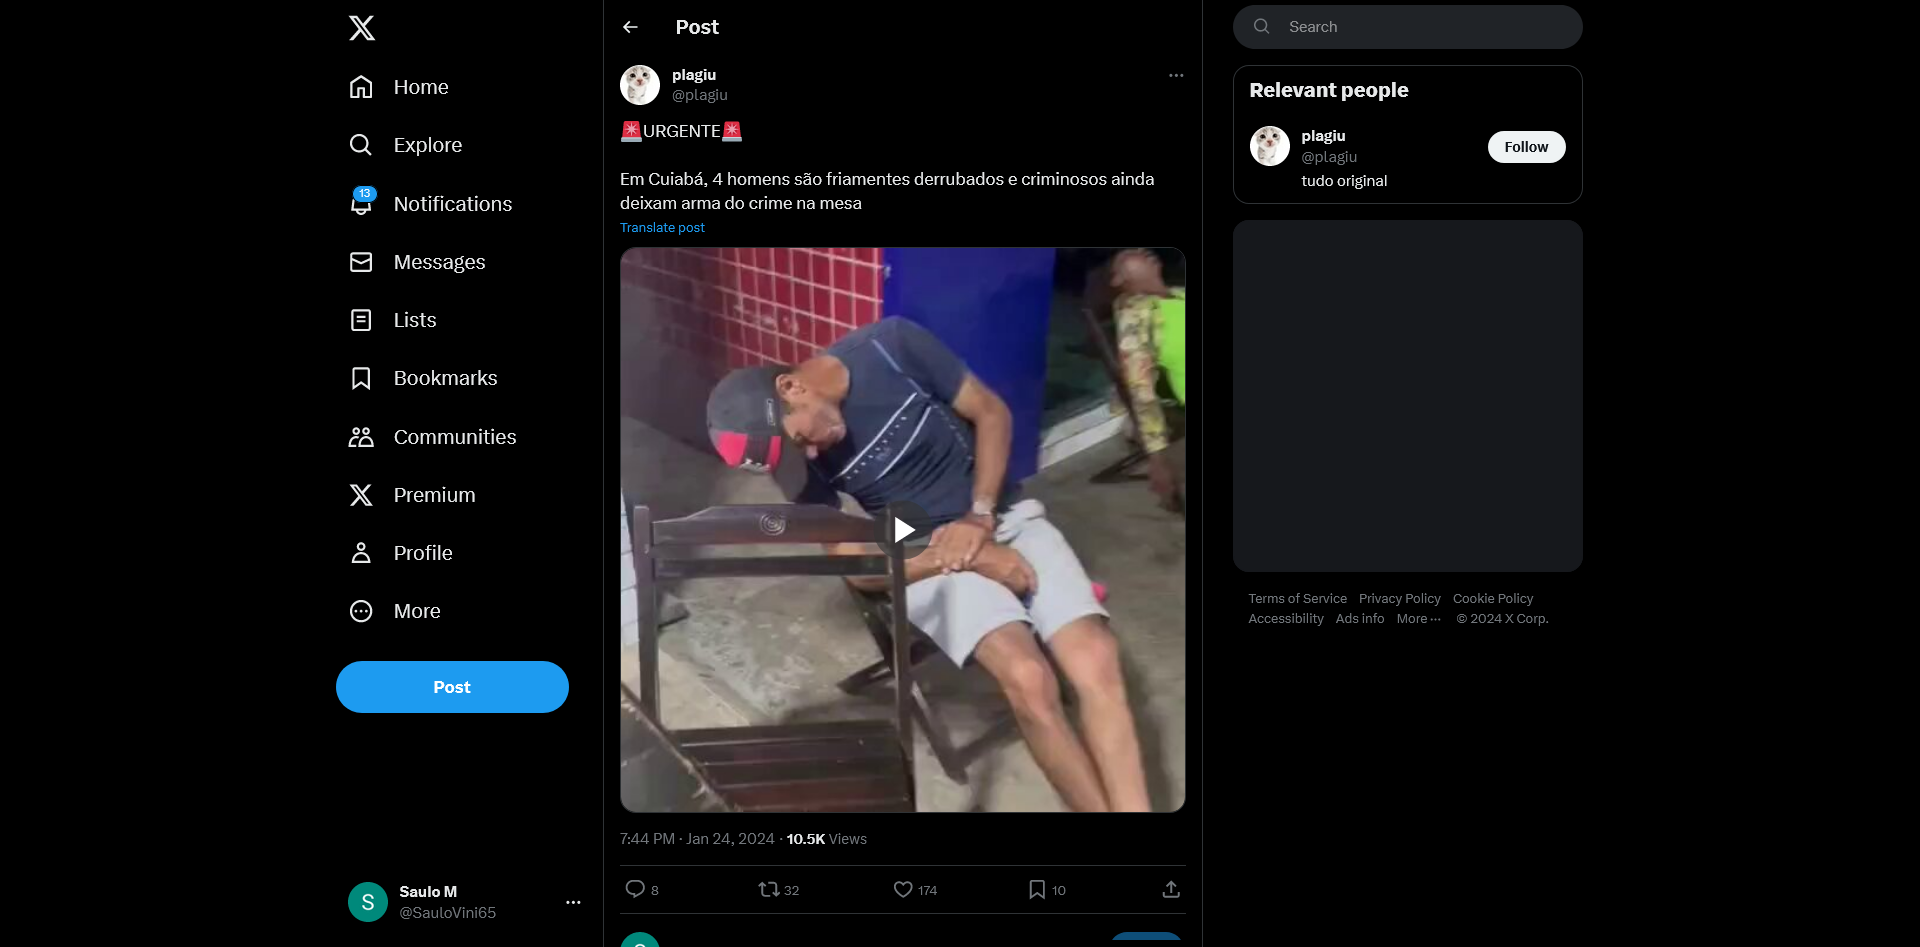 Home
Explore
13
Notifications
Messages
Lists
Bookmarks
Communities
Premium
Profile
More
Post
Saulo M
@SauloVini65
S
Post
plagiu
@plagiu
🚨URGENTE🚨
Em Cuiabá, 4 homens são friamentes derrubados e criminosos ainda
deixam arma do crime na mesa
Translate post
7:44 PM · Jan 24, 2024 · 10.5K Views
8
32
174
10
Search
Relevant people
plagiu
@plagiu
Follow
tudo original
Terms of Service Privacy Policy Cookie Policy
Accessibility Ads info More ··· © 2024 X Corp.